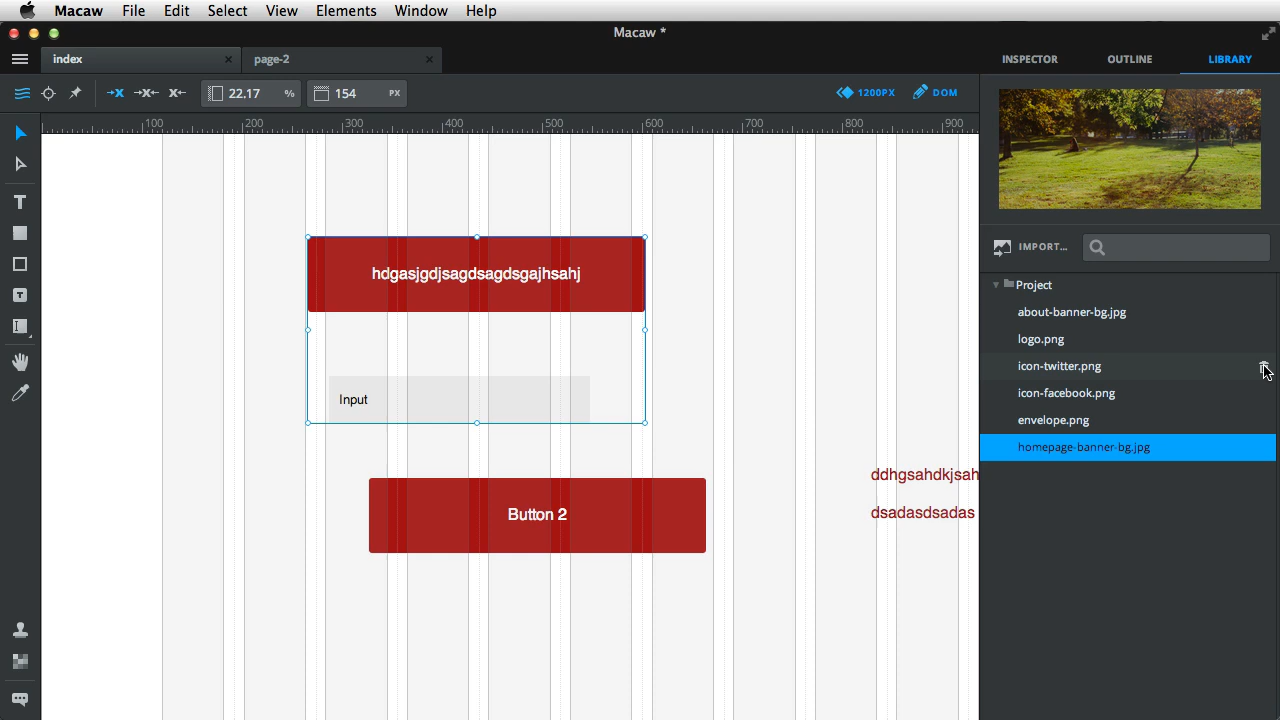 Macaw File Edit Select View Elements Window Help
Macaw *
index × page-2 ×
INSPECTOR OUTLINE LIBRARY
22.17 % 154 PX 1200PX DOM
100 200 300 400 500 600 700 800 900
IMPORT...
Project
about-banner-bg.jpg
logo.png
icon-twitter.png
icon-facebook.png
envelope.png
homepage-banner-bg.jpg
hdgasjgdjsagdsagdsgajhsahj
Input
Button 2
ddhgsahdkjsah
dsadasdsadas